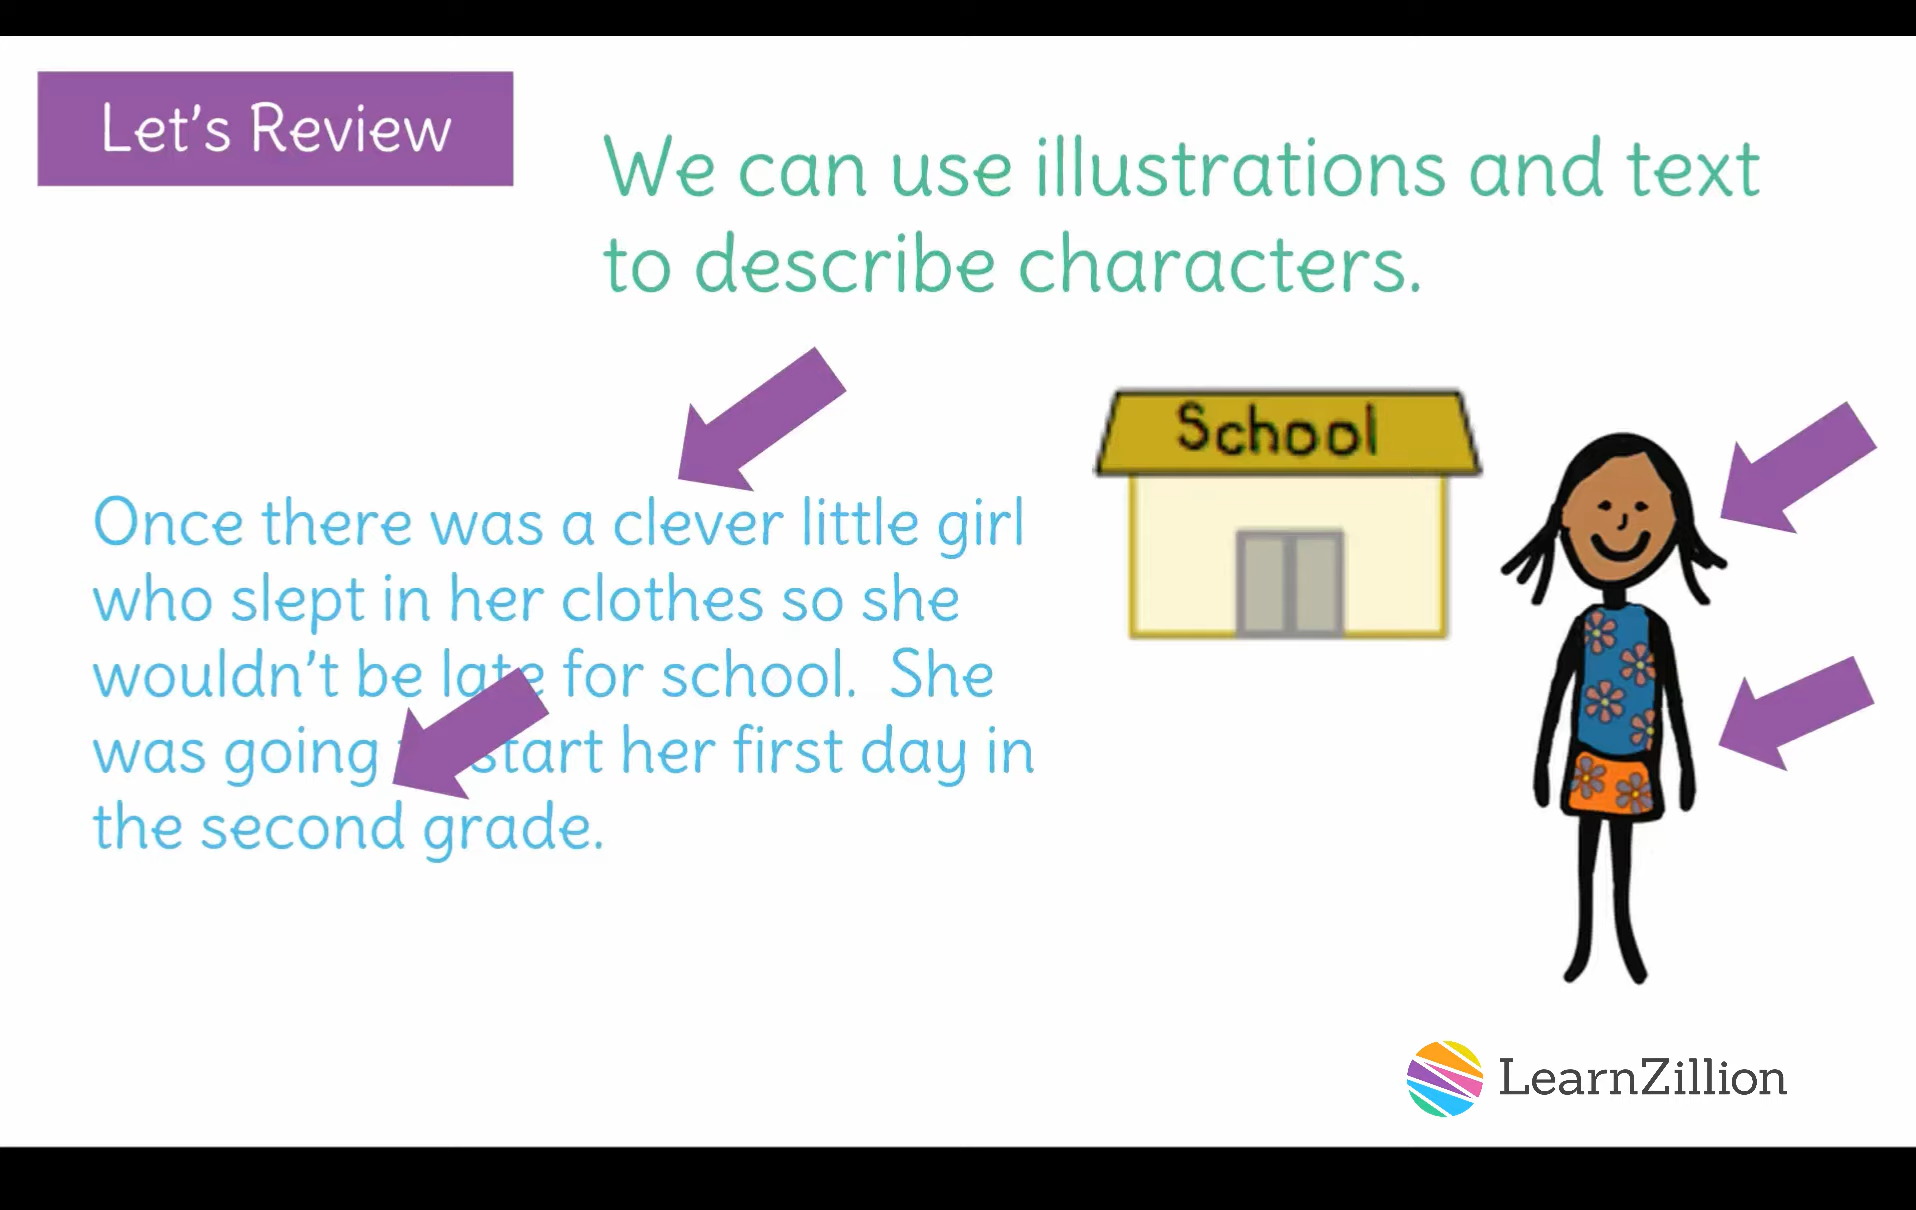 Let's Review
We can use illustrations and text
to describe characters.
Once there was a clever little girl
who slept in her clothes so she
wouldn't be late for school. She
was going start her first day in
the second grade.
School
LearnZillion